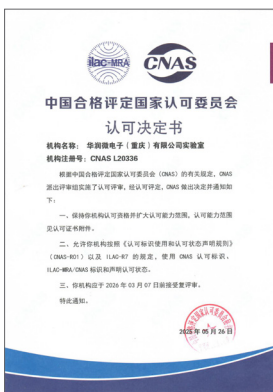 ilac-MRA
CNAS
中国合格评定国家认可委员会
认可决定书
机构名称：华润微电子（重庆）有限公司实验室
机构注册号：CNAS L20336
根据中国合格评定国家认可委员会（CNAS）的有关规定，CNAS
派出评审组实施了认可评审，经认可评定，CNAS 做出决定并通知如
下：
一、保持你机构认可资格并扩大认可能力范围，认可能力范围
见认可证书附件。
二、允许你机构按照《认可标识使用和认可状态声明规则》
（CNAS-R01）以及 ILAC-R7 的规定，使用 CNAS 认可标识、
ILAC-MRA/CNAS 标识和声明认可状态。
三、你机构应于 2026 年 03 月 07 日前接受复评审。
特此通知。
2025 年 05 月 26 日